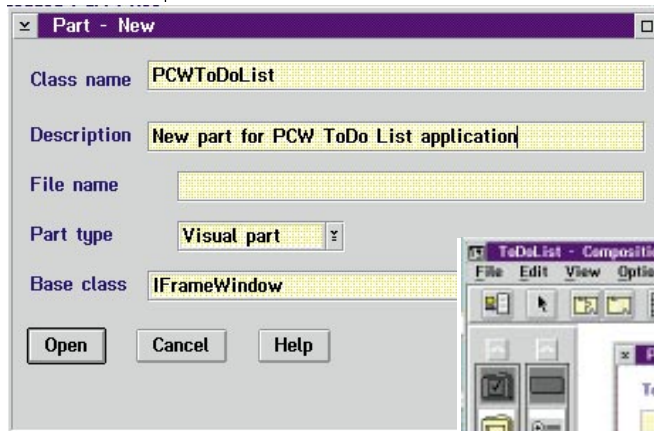 Part - New
Class name PCWToDoList
Description New part for PCW ToDo List application
File name
Part type Visual part
Base class IFrameWindow
Open Cancel Help
ToDoList - Compositi
File Edit View Optio